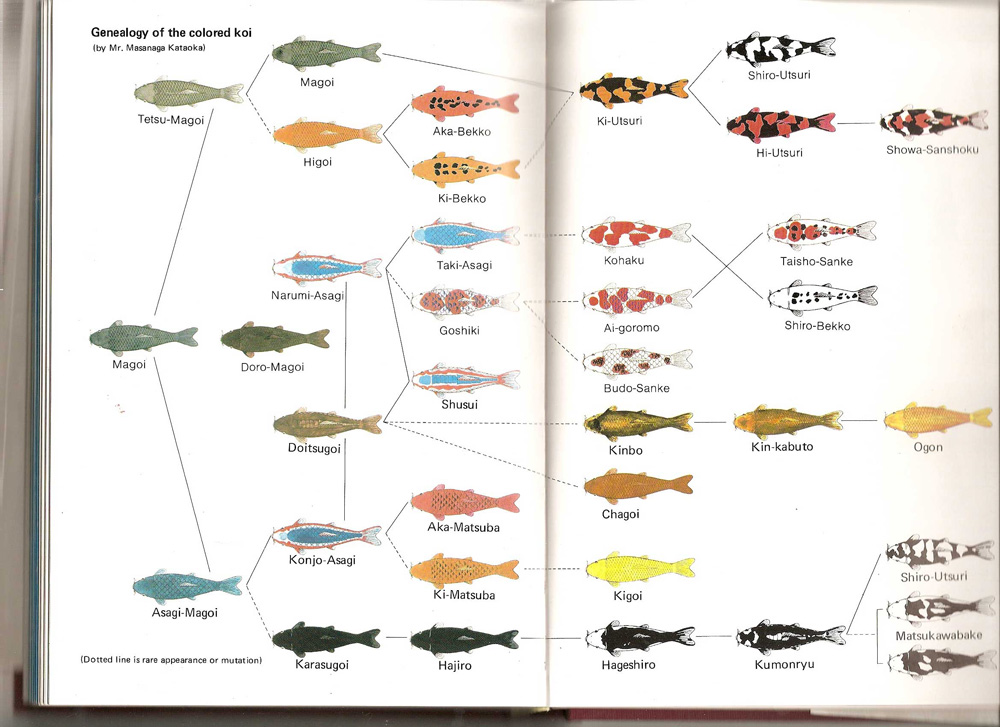 Genealogy of the colored koi
(by Mr. Masanaga Kataoka)
Tetsu-Magoi
Magoi
Higoi
Aka-Bekko
Ki-Bekko
Ki-Utsuri
Shiro-Utsuri
Hi-Utsuri
Showa-Sanshoku
Narumi-Asagi
Taki-Asagi
Goshiki
Kohaku
Ai-goromo
Taisho-Sanke
Shiro-Bekko
Magoi
Doro-Magoi
Shusui
Budo-Sanke
Doitsugoi
Kinbo
Kin-kabuto
Ogon
Chagoi
Aka-Matsuba
Konjo-Asagi
Ki-Matsuba
Kigoi
Asagi-Magoi
Shiro-Utsuri
Matsukawabake
Karasugoi
Hajiro
Hageshiro
Kumonryu
(Dotted line is rare appearance or mutation)